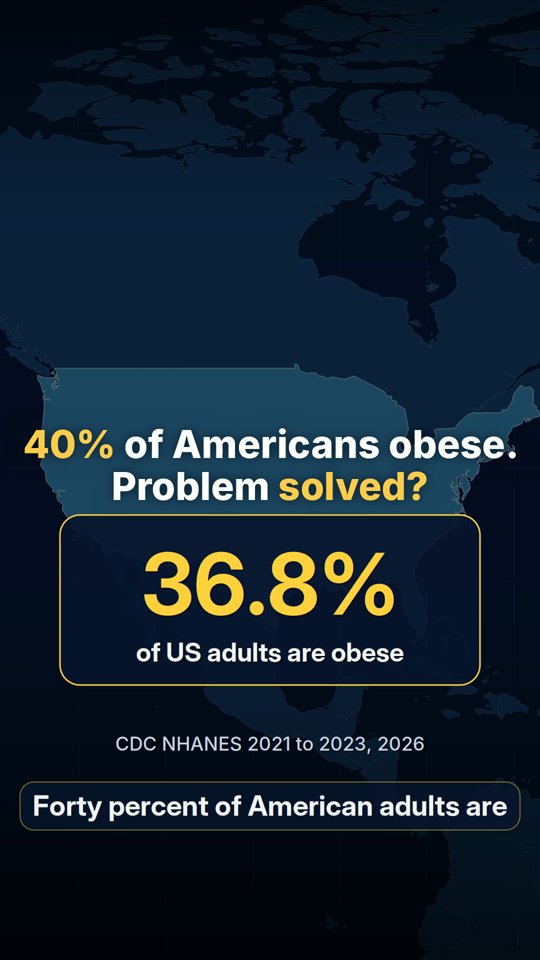 40% of Americans obese.
Problem solved?
36.8%
of US adults are obese
CDC NHANES 2021 to 2023, 2026
Forty percent of American adults are